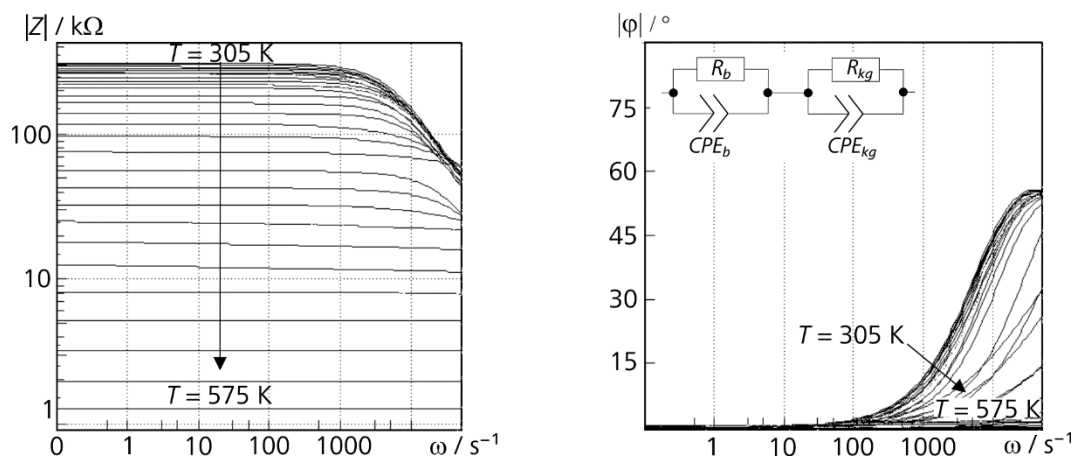 |Z| / kΩ
T = 305 K
100
10
1
T = 575 K
0 1 10 100 1000 ω / s⁻¹
|φ| / °
75
60
45
30
15
R_b
CPE_b
R_kg
CPE_kg
T = 305 K
T = 575 K
1 10 100 1000 ω / s⁻¹